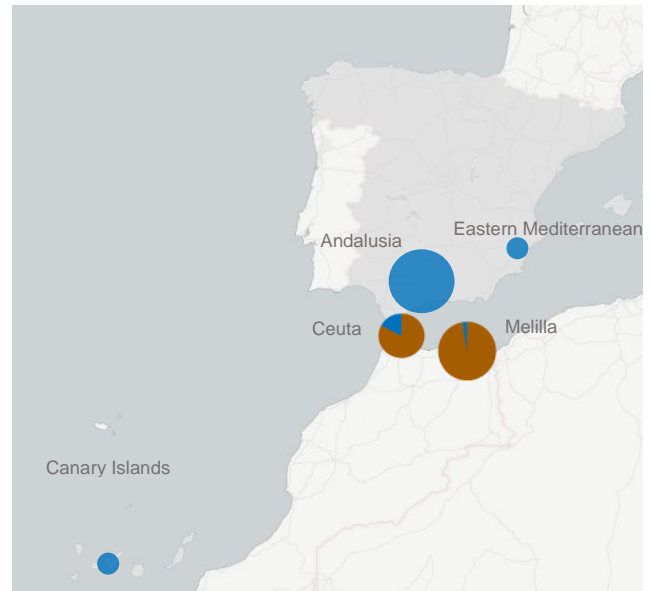 Eastern Mediterranean
Andalusia
Ceuta
Melilla
Canary Islands